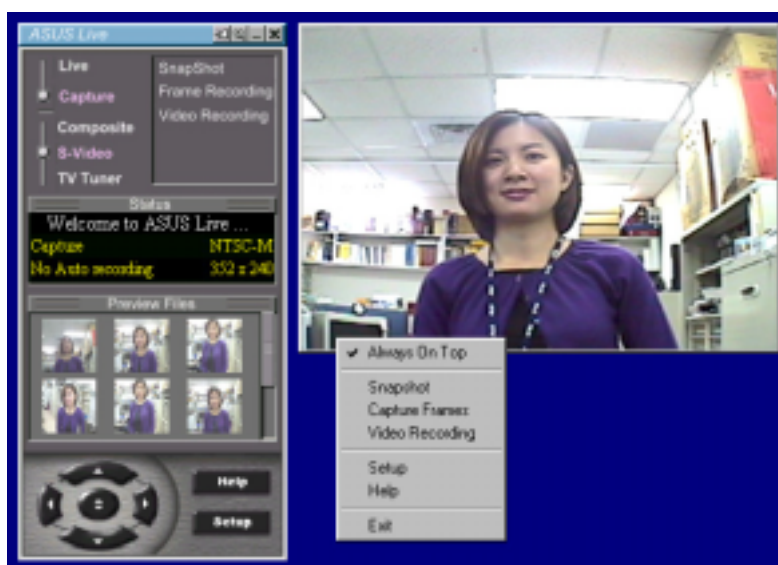 ASUS Live
Live
Capture
Composite
S-Video
TV Tuner
SnapShot
Frame Recording
Video Recording
Status
Welcome to ASUS Live ...
Capture NTSC-M
No Auto recording 352 x 240
Preview Files
Help
Setup
✔ Always On Top
Snapshot
Capture Frames
Video Recording
Setup
Help
Exit